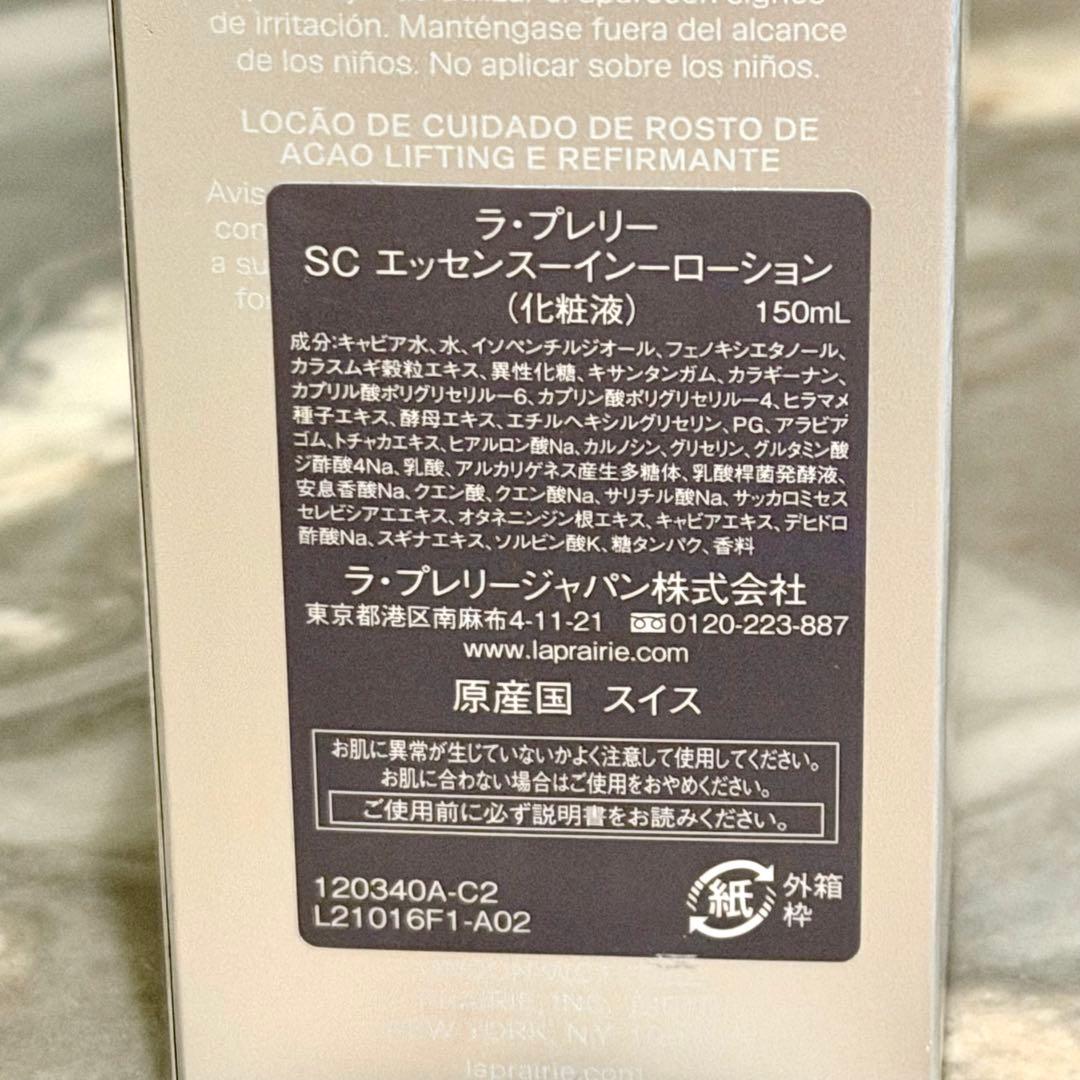 de irritación. Manténgase fuera del alcance
de los niños. No aplicar sobre los niños.
LOCÃO DE CUIDADO DE ROSTO DE
ACAO LIFTING E REFIRMANTE
ラ・プレリー
SC エッセンスーインーローション
（化粧液） 150mL
成分:キャビア水、水、イソペンチルジオール、フェノキシエタノール、
カラスムギ穀粒エキス、異性化糖、キサンタンガム、カラギーナン、
カプリル酸ポリグリセリルー6、カプリン酸ポリグリセリルー4、ヒラマメ
種子エキス、酵母エキス、エチルヘキシルグリセリン、PG、アラビア
ゴム、トチャカエキス、ヒアルロン酸Na、カルノシン、グリセリン、グルタミン酸
ジ酢酸4Na、乳酸、アルカリゲネス産生多糖体、乳酸桿菌発酵液、
安息香酸Na、クエン酸、クエン酸Na、サリチル酸Na、サッカロミセス
セレビシアエエキス、オタネニンジン根エキス、キャビアエキス、デヒドロ
酢酸Na、スギナエキス、ソルビン酸K、糖タンパク、香料
ラ・プレリージャパン株式会社
東京都港区南麻布4-11-21 0120-223-887
www.laprairie.com
原産国 スイス
お肌に異常が生じていないかよく注意して使用してください。
お肌に合わない場合はご使用をおやめください。
ご使用前に必ず説明書をお読みください。
120340A-C2
L21016F1-A02
紙 外箱
枠
PRAIRIE, INC.
NEW YORK, N.Y.
laprairie.com